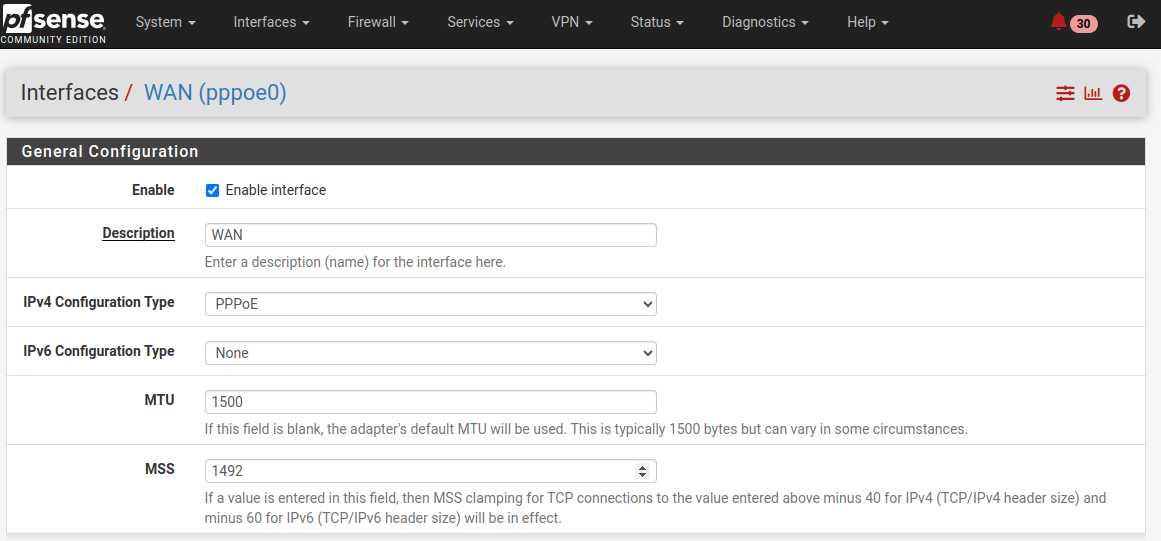 pfsense
COMMUNITY EDITION
System Interfaces Firewall Services VPN Status Diagnostics Help 30
Interfaces / WAN (pppoe0)
General Configuration
Enable Enable interface
Description WAN
Enter a description (name) for the interface here.
IPv4 Configuration Type PPPoE
IPv6 Configuration Type None
MTU 1500
If this field is blank, the adapter's default MTU will be used. This is typically 1500 bytes but can vary in some circumstances.
MSS 1492
If a value is entered in this field, then MSS clamping for TCP connections to the value entered above minus 40 for IPv4 (TCP/IPv4 header size) and
minus 60 for IPv6 (TCP/IPv6 header size) will be in effect.